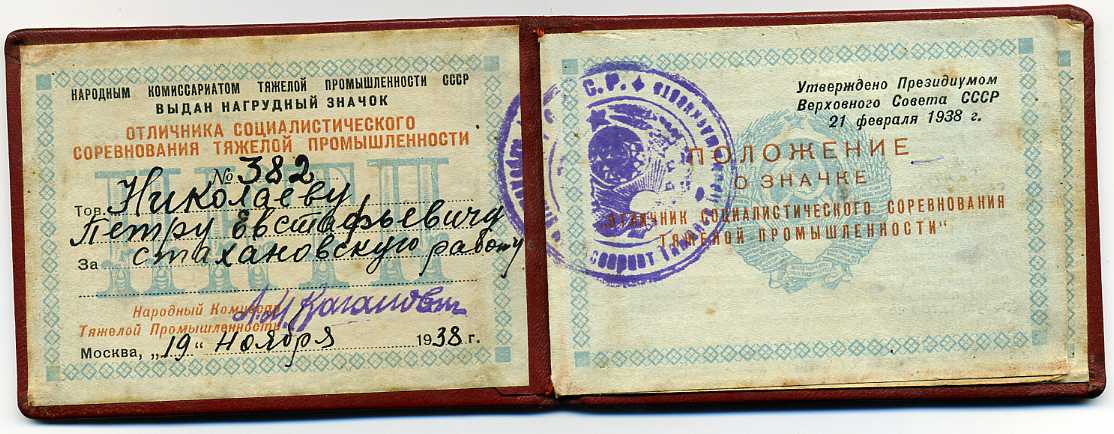 НАРОДНЫМ КОМИССАРИАТОМ ТЯЖЕЛОЙ ПРОМЫШЛЕННОСТИ СССР
ВЫДАН НАГРУДНЫЙ ЗНАЧОК
ОТЛИЧНИКА СОЦИАЛИСТИЧЕСКОГО
СОРЕВНОВАНИЯ ТЯЖЕЛОЙ ПРОМЫШЛЕННОСТИ
№ 382
Тов. Николаеву
Петру Евстафьевичу
За стахановскую работу
Народный Комиссар
Тяжелой Промышленности
Москва, „19“ ноября 1938 г.
Утверждено Президиумом
Верховного Совета СССР
21 февраля 1938 г.
ПОЛОЖЕНИЕ
О ЗНАЧКЕ
„ОТЛИЧНИК СОЦИАЛИСТИЧЕСКОГО СОРЕВНОВАНИЯ
ТЯЖЕЛОЙ ПРОМЫШЛЕННОСТИ“